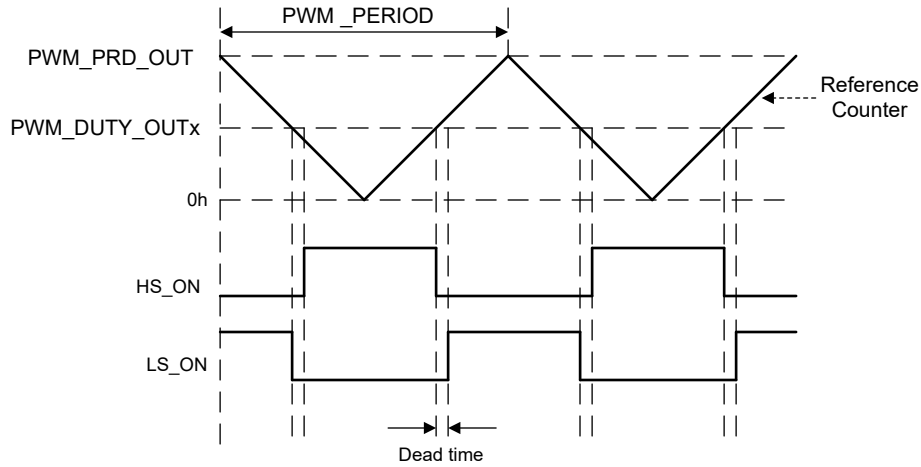 PWM _PERIOD
PWM_PRD_OUT
Reference
Counter
PWM_DUTY_OUTx
0h
HS_ON
LS_ON
Dead time